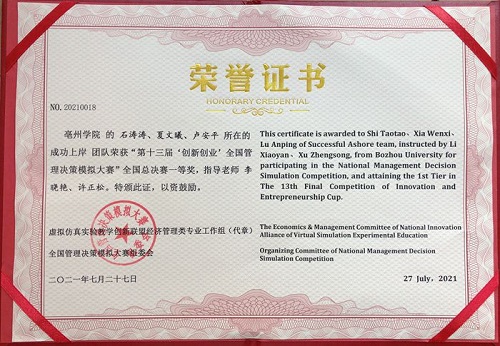 荣誉证书
HONORARY CREDENTIAL
NO. 20210018
亳州学院 的 石涛涛、夏文曦、卢安平 所在的
成功上岸 团队荣获“第十三届‘创新创业’全国管
理决策模拟大赛”全国总决赛一等奖，指导老师 李
晓艳、许正松。特颁此证，以资鼓励。
虚拟仿真实验教学创新联盟经济管理类专业工作组（代章）
全国管理决策模拟大赛组委会
二〇二一年七月二十七日
This certificate is awarded to Shi Taotao、Xia Wenxi、
Lu Anping of Successful Ashore team, instructed by Li
Xiaoyan、Xu Zhengsong, from Bozhou University for
participating in the National Management Decision
Simulation Competition, and attaining the 1st Tier in
The 13th Final Competition of Innovation and
Entrepreneurship Cup.
The Economics & Management Committee of National Innovation
Alliance of Virtual Simulation Experimental Education
Organizing Committee of National Management Decision
Simulation Competition
27 July, 2021